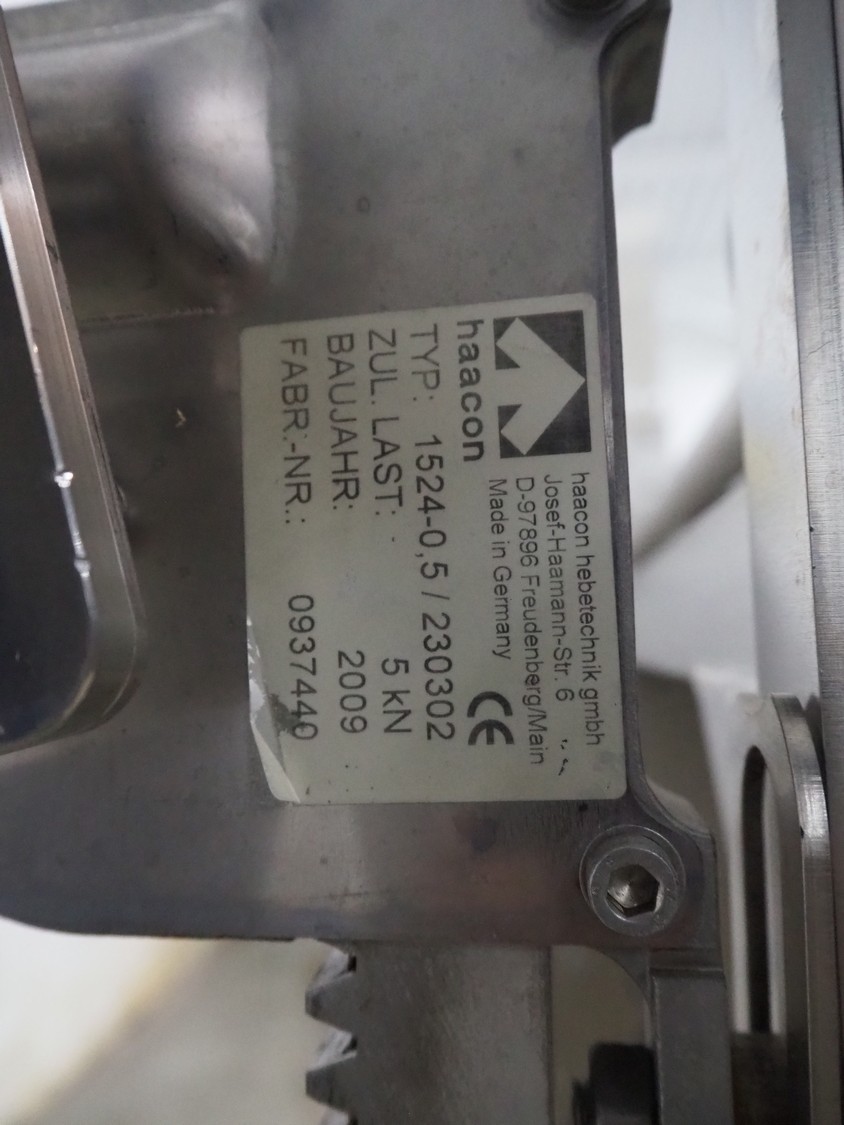 haacon
haacon hebetechnik gmbh
Josef-Haamann-Str. 6
D-97896 Freudenberg/Main
Made in Germany
CE
TYP: 1524-0,5 / 230302
ZUL. LAST: 5 kN
BAUJAHR: 2009
FABR.-NR.: 0937440